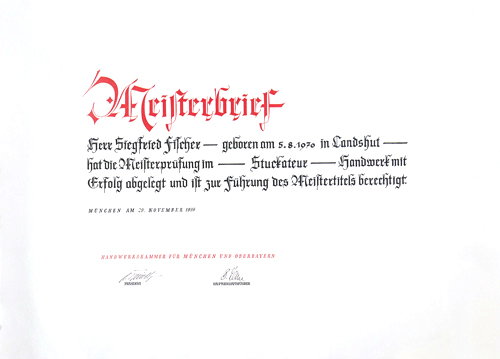 Meisterbrief
Herr Siegfried Fischer — geboren am 5.8.1970 in Landshut —
hat die Meisterprüfung im — Stuckateur — Handwerk mit
Erfolg abgelegt und ist zur Führung des Meistertitels berechtigt.
MÜNCHEN AM 29. NOVEMBER
HANDWERKSKAMMER FÜR MÜNCHEN UND OBERBAYERN
PRÄSIDENT HAUPTGESCHÄFTSFÜHRER